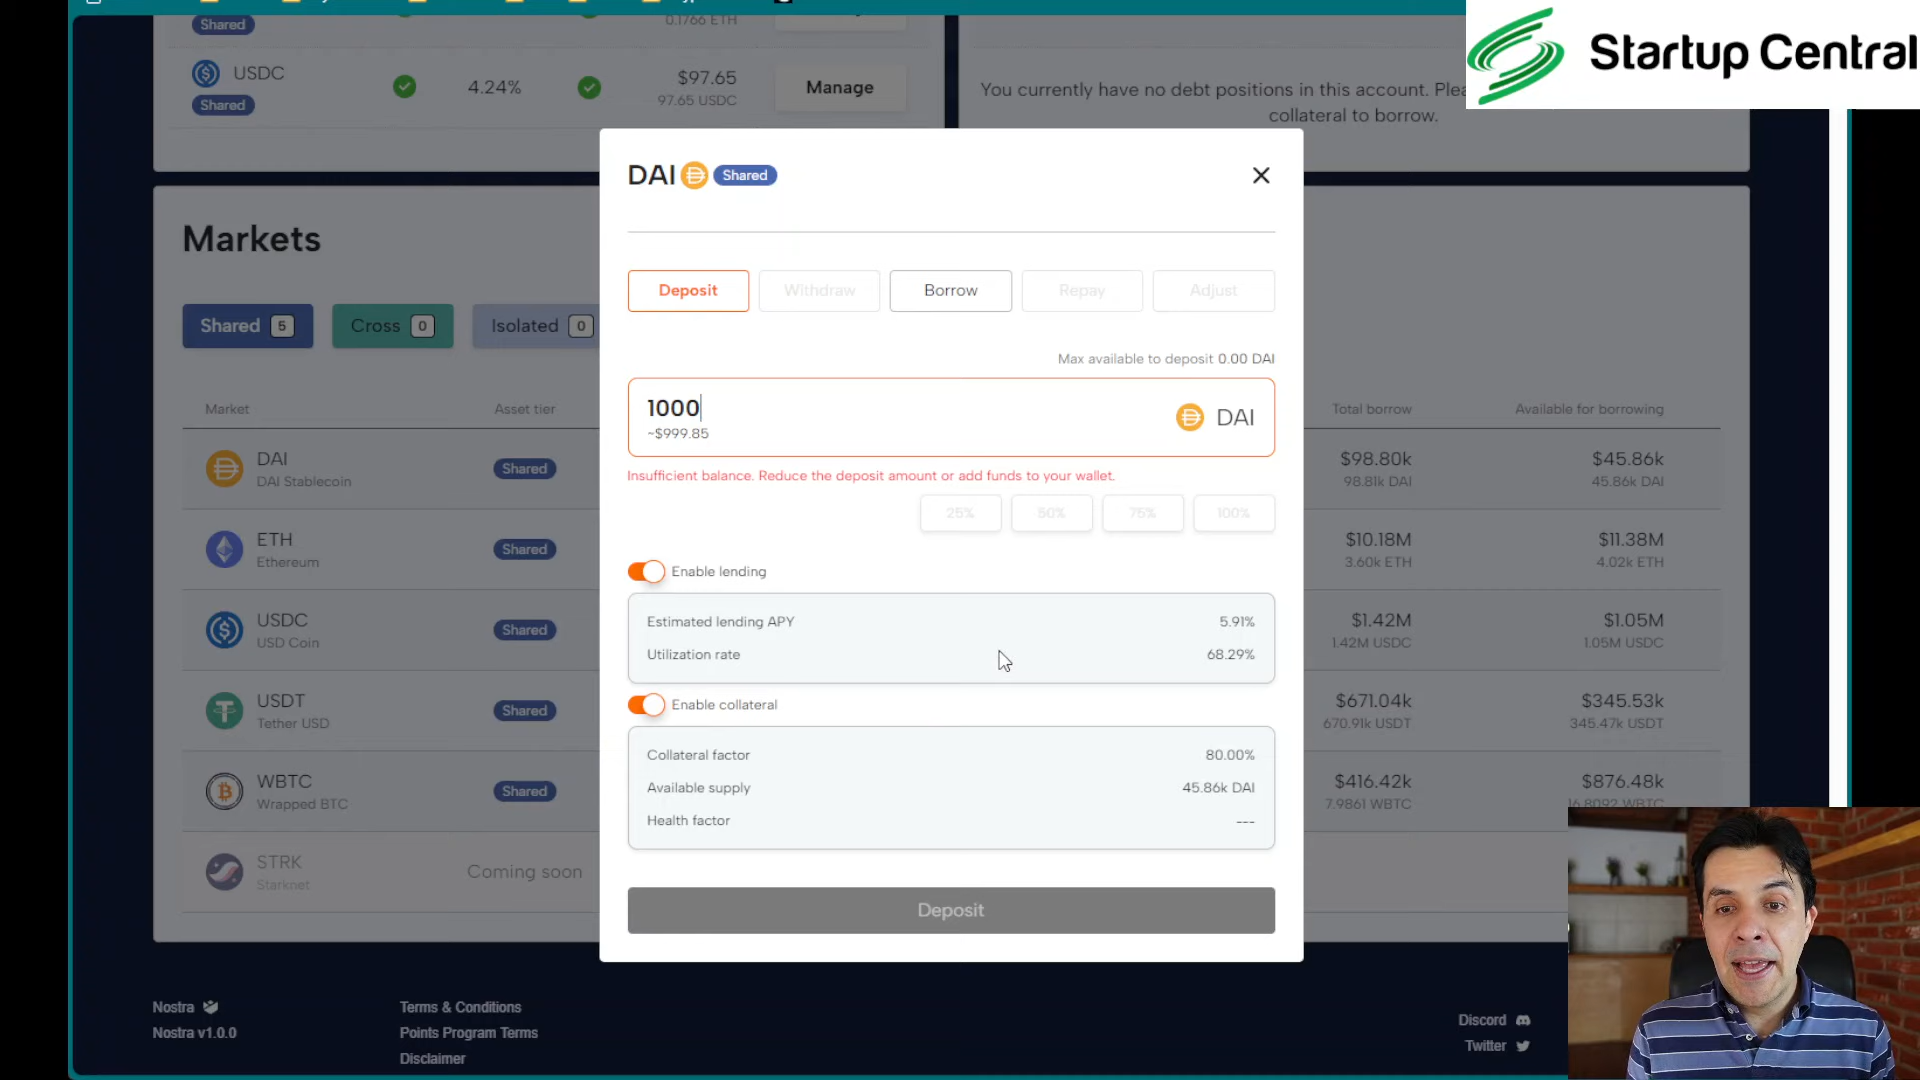 Shared
0.1766 ETH
Startup Central
USDC
Shared
4.24%
$97.65
97.65 USDC
Manage
You currently have no debt positions in this account.
collateral to borrow.
DAI Shared
Markets
Deposit
Withdraw
Borrow
Repay
Adjust
Shared 5
Cross 0
Isolated 0
Max available to deposit 0.00 DAI
1000
~$999.85
DAI
Insufficient balance. Reduce the deposit amount or add funds to your wallet.
25%
50%
75%
100%
Market
Asset tier
Total borrow
Available for borrowing
DAI
DAI Stablecoin
Shared
$98.80k
98.81k DAI
$45.86k
45.86k DAI
ETH
Ethereum
Shared
$10.18M
3.60k ETH
$11.38M
4.02k ETH
USDC
USD Coin
Shared
$1.42M
1.42M USDC
$1.05M
1.05M USDC
USDT
Tether USD
Shared
$671.04k
670.91k USDT
$345.53k
345.47k USDT
WBTC
Wrapped BTC
Shared
$416.42k
7.9861 WBTC
$876.48k
16.8092 WBTC
STRK
Starknet
Coming soon
Enable lending
Estimated lending APY 5.91%
Utilization rate 68.29%
Enable collateral
Collateral factor 80.00%
Available supply 45.86k DAI
Health factor ---
Deposit
Nostra
Nostra v1.0.0
Terms & Conditions
Points Program Terms
Disclaimer
Discord
Twitter